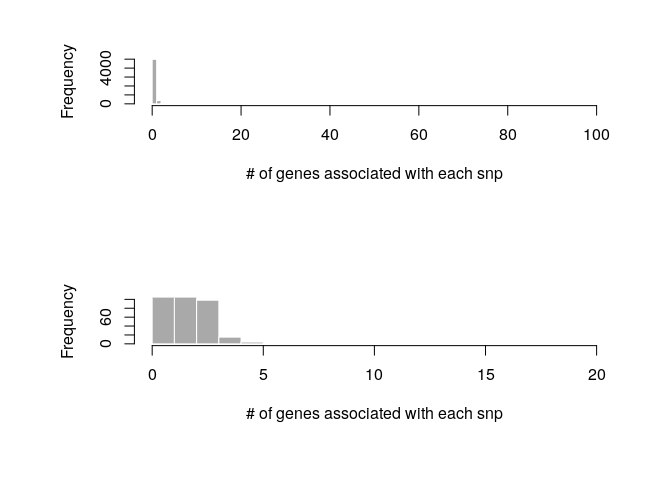 Frequency
4000
0
0 20 40 60 80 100
# of genes associated with each snp
Frequency
60
0
0 5 10 15 20
# of genes associated with each snp